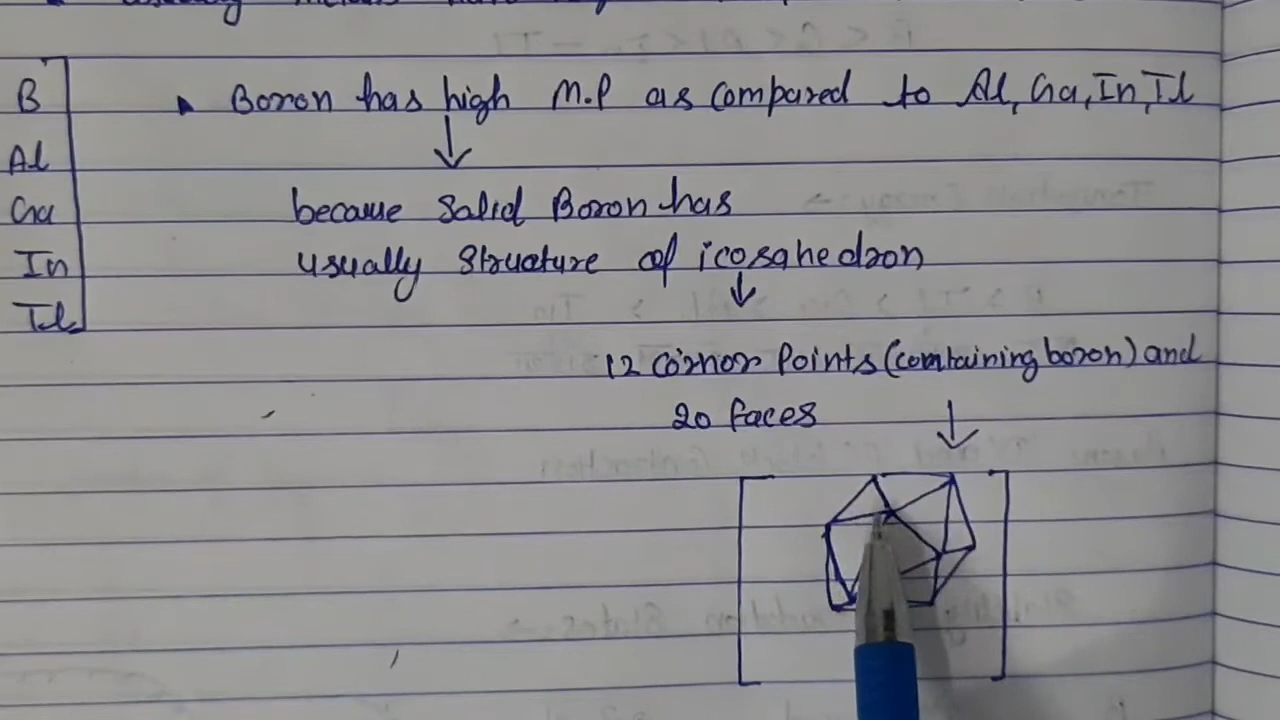 B
Al
Ga
In
Tl
Boron has high M.P as compared to Al, Ga, In, Tl
because Solid Boron has
usually structure of icosahedron
12 Cornor Points (containing boron) and
20 faces